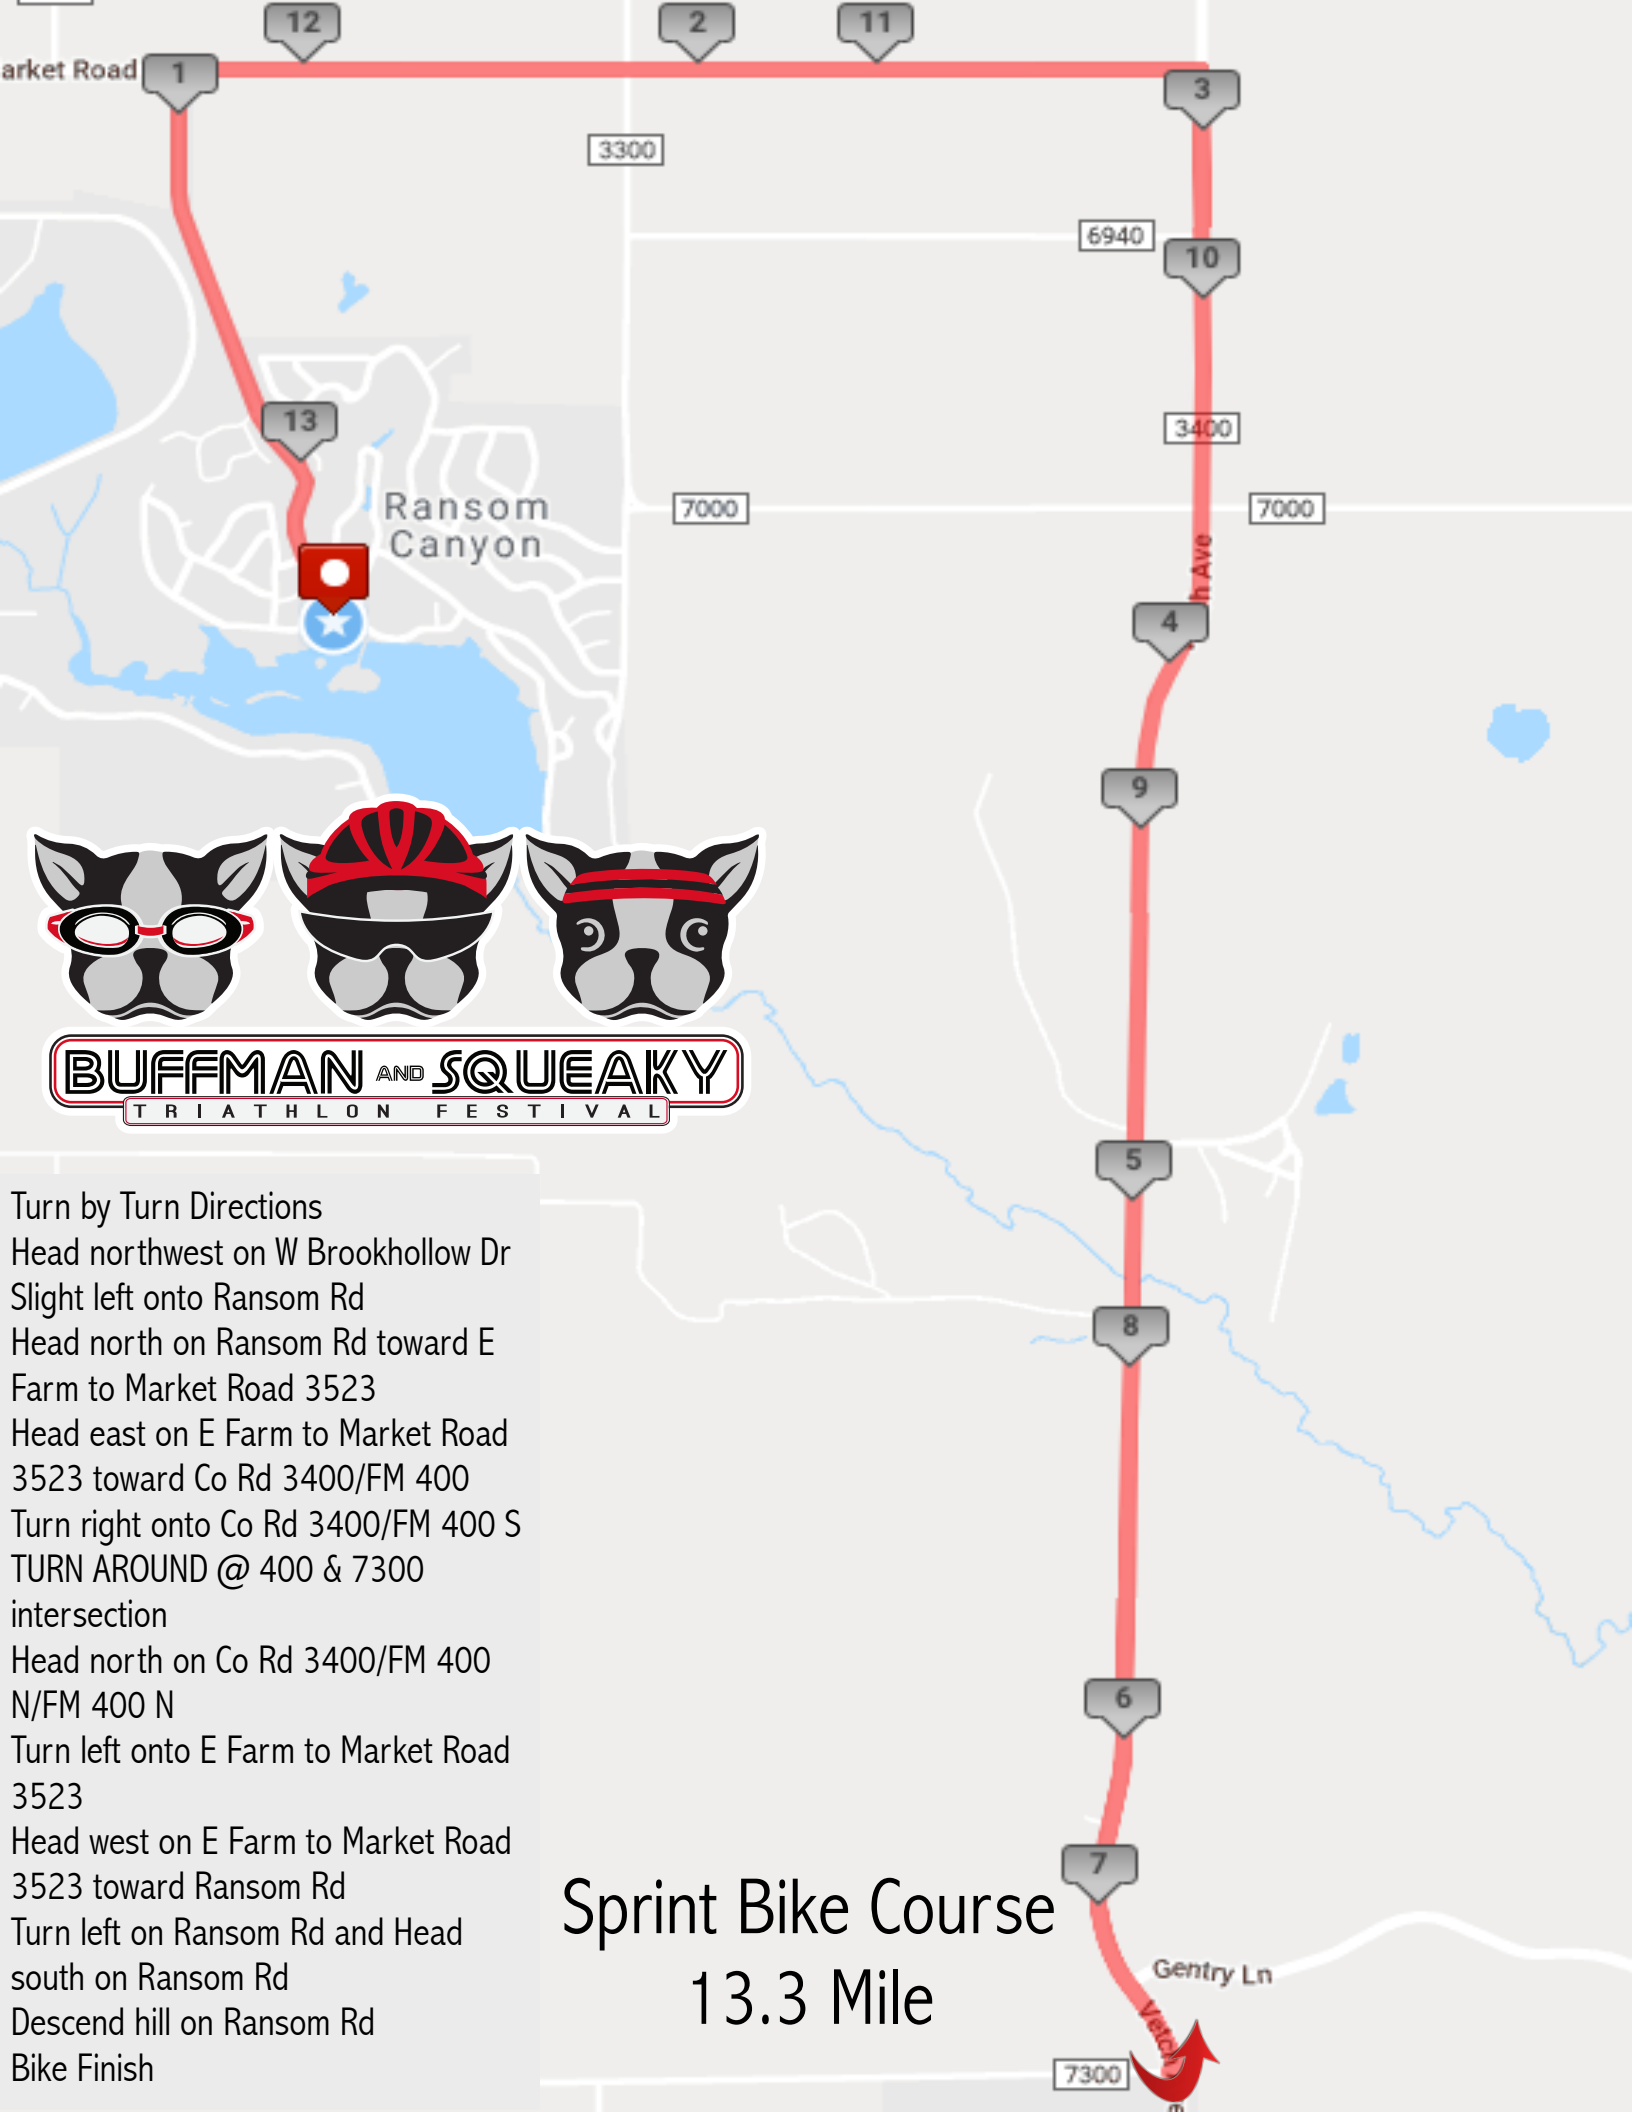 12
2
11
arket Road
1
3
3300
6940
10
3400
13
7000
7000
Ransom
Canyon
h Ave
4
9
BUFFMAN AND SQUEAKY
TRIATHLON FESTIVAL
5
8
6
7
Turn by Turn Directions
Head northwest on W Brookhollow Dr
Slight left onto Ransom Rd
Head north on Ransom Rd toward E
Farm to Market Road 3523
Head east on E Farm to Market Road
3523 toward Co Rd 3400/FM 400
Turn right onto Co Rd 3400/FM 400 S
TURN AROUND @ 400 & 7300
intersection
Head north on Co Rd 3400/FM 400
N/FM 400 N
Turn left onto E Farm to Market Road
3523
Head west on E Farm to Market Road
3523 toward Ransom Rd
Turn left on Ransom Rd and Head
south on Ransom Rd
Descend hill on Ransom Rd
Bike Finish
Sprint Bike Course
13.3 Mile
Gentry Ln
Vetch
7300